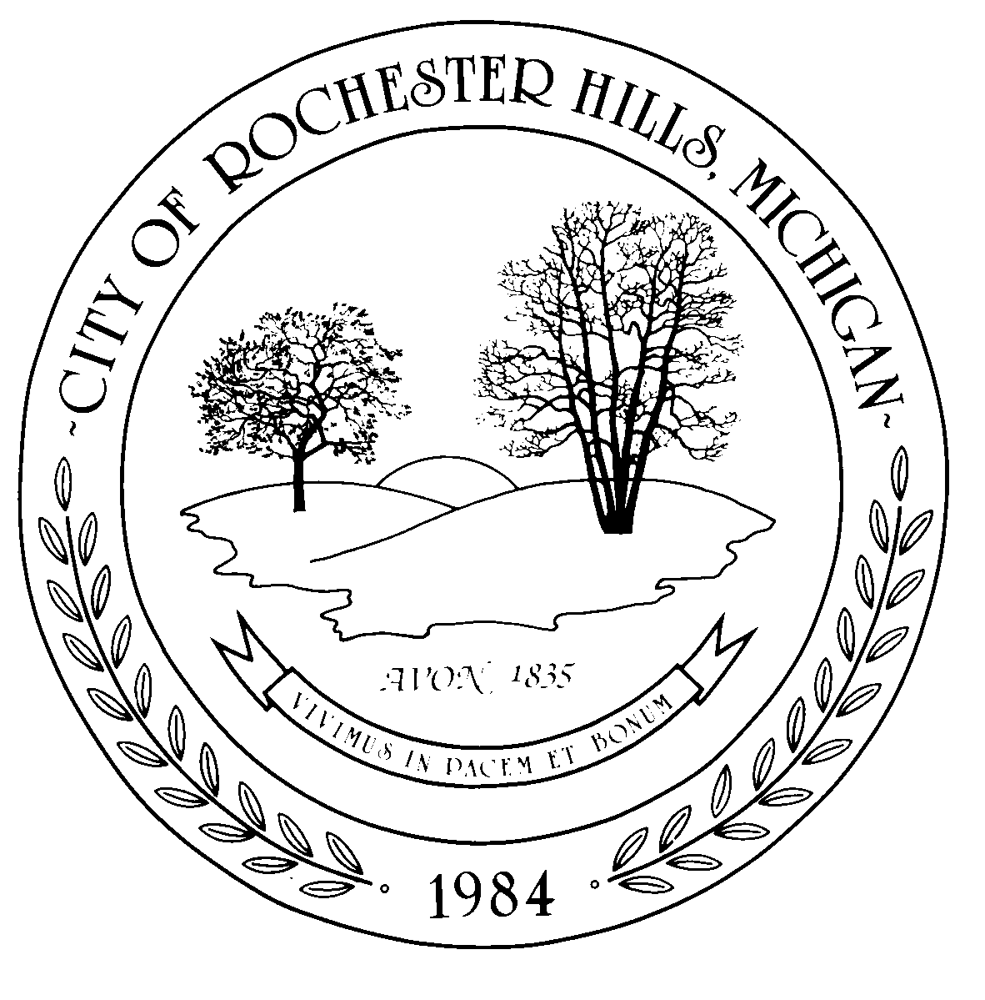 ~ CITY OF ROCHESTER HILLS, MICHIGAN ~
AVON 1835
VIVIMUS IN PACEM ET BONUM
1984